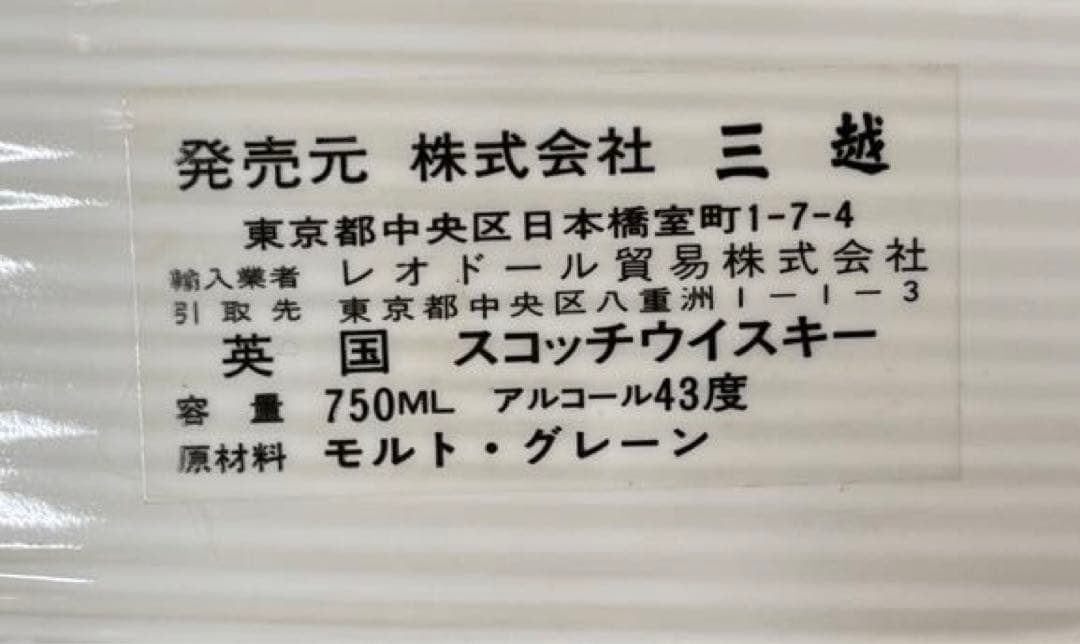 発売元 株式会社 三越
東京都中央区日本橋室町1-7-4
輸入業者 レオドール貿易株式会社
引取先 東京都中央区八重洲1-1-3
英国 スコッチウイスキー
容量 750ML アルコール43度
原材料 モルト・グレーン